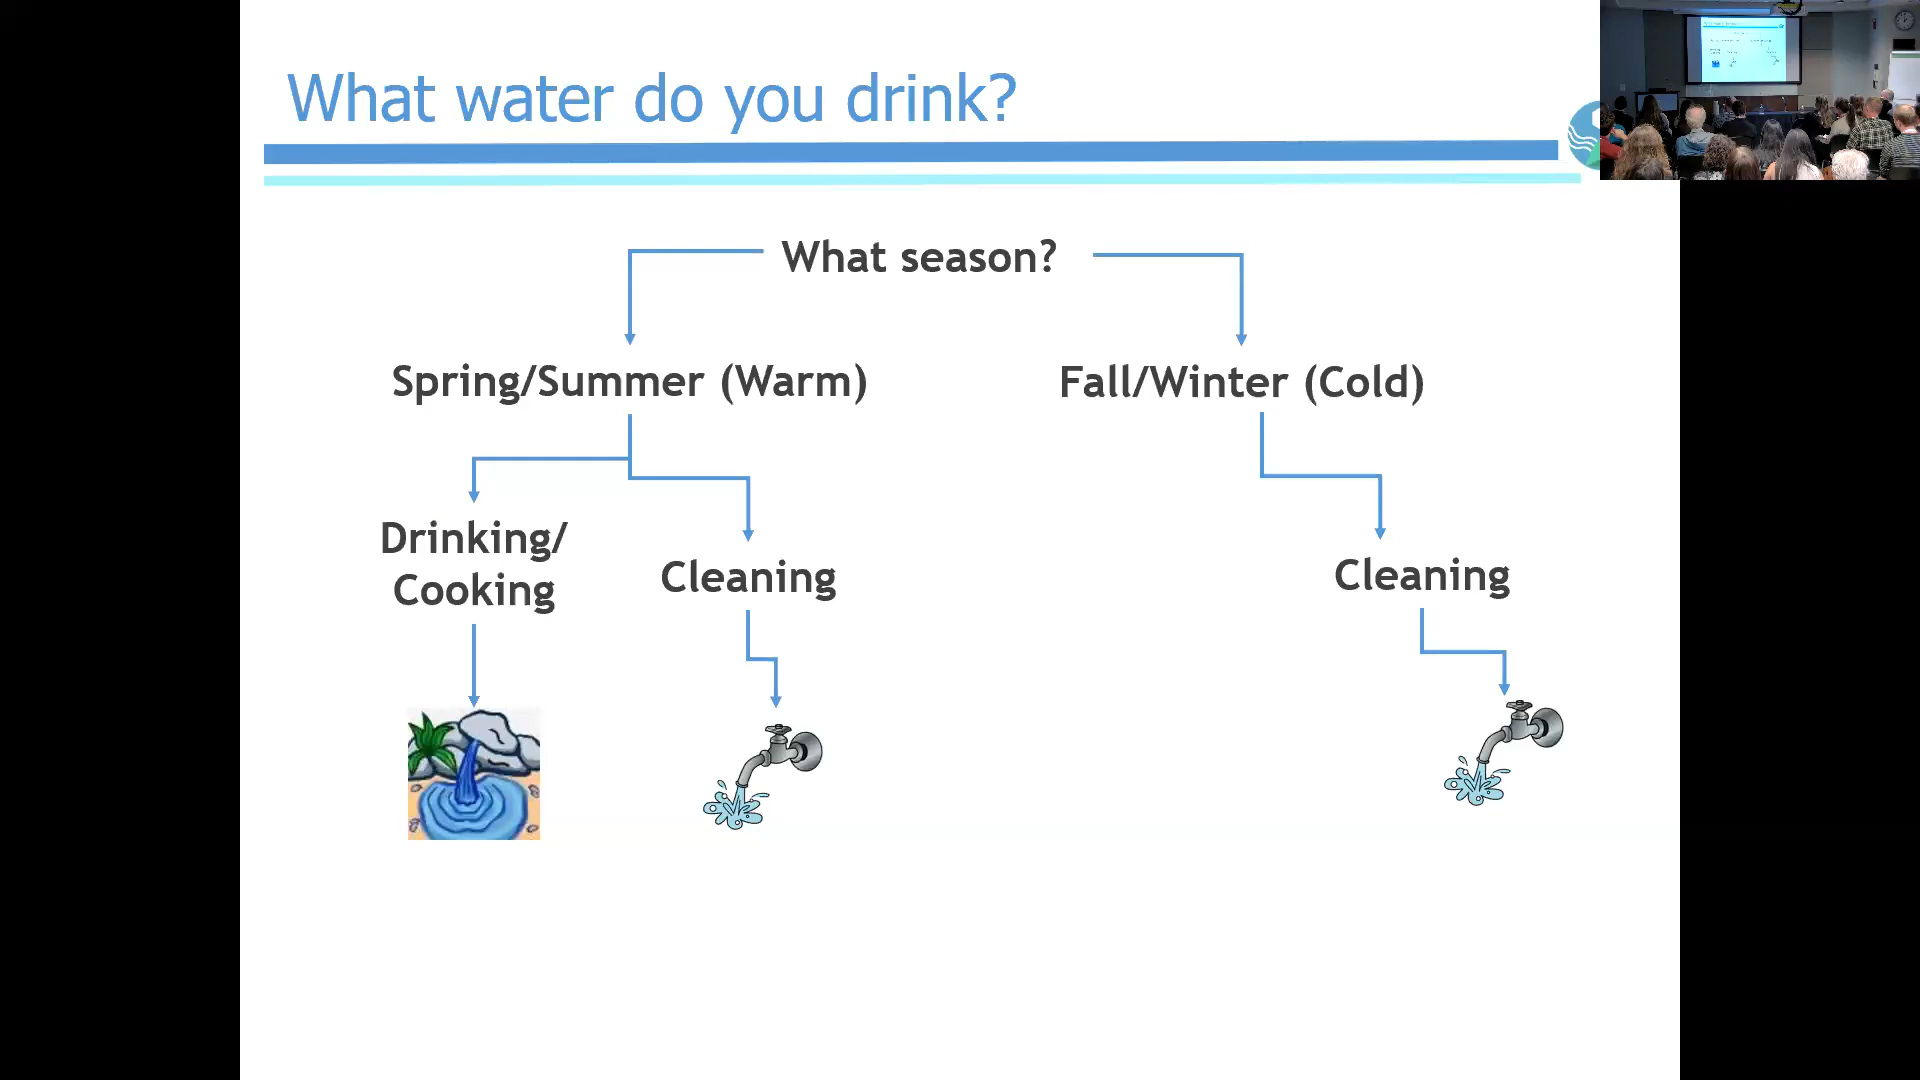 What water do you drink?
What season?
Spring/Summer (Warm)
Fall/Winter (Cold)
Drinking/
Cooking
Cleaning
Cleaning